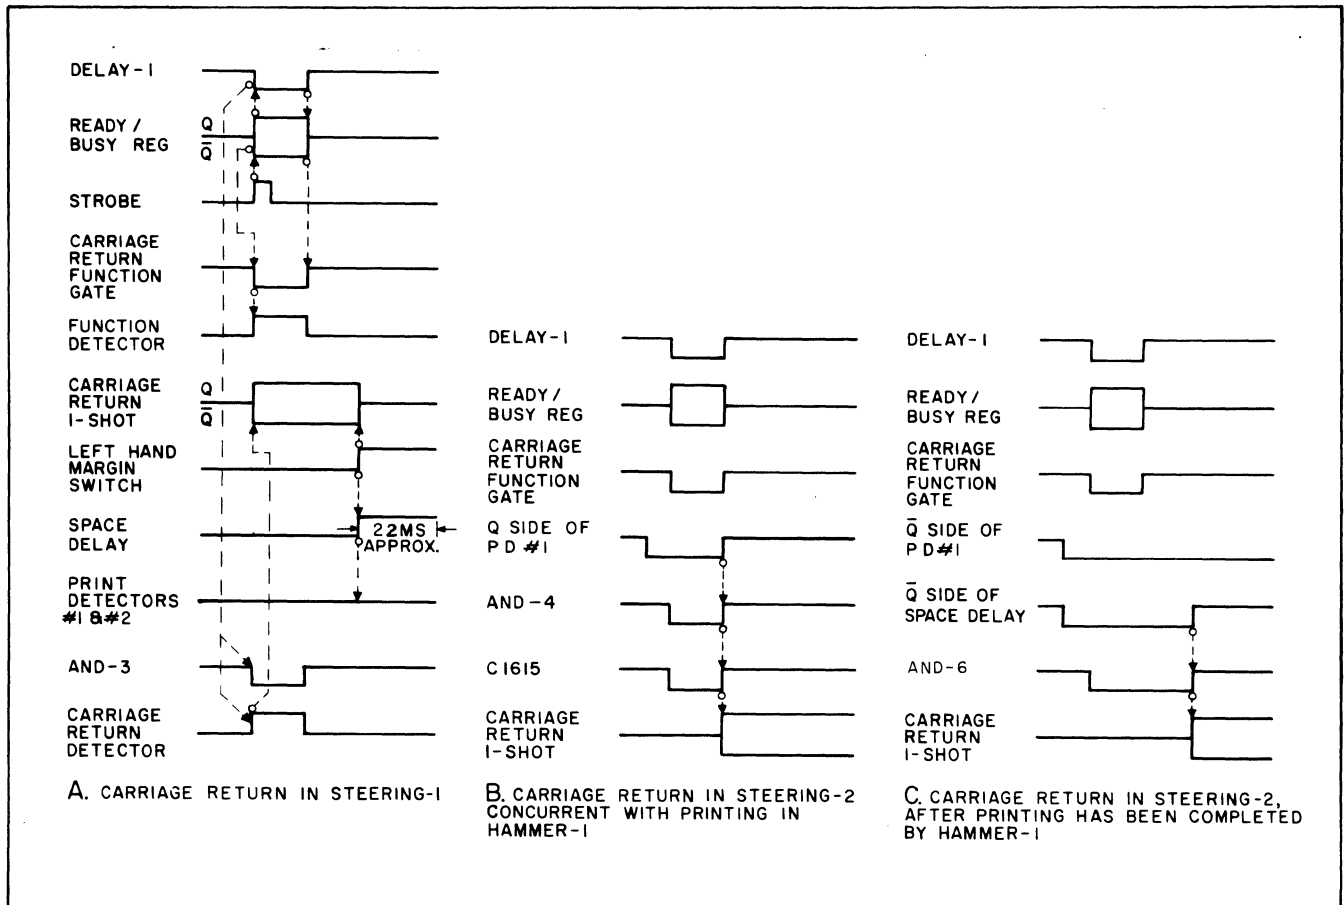 DELAY-1
READY /
BUSY REG
Q
Q̅
STROBE
CARRIAGE
RETURN
FUNCTION
GATE
FUNCTION
DETECTOR
CARRIAGE
RETURN
1-SHOT
Q
Q̅
LEFT HAND
MARGIN
SWITCH
SPACE
DELAY
22MS
APPROX.
PRINT
DETECTORS
#1 & #2
AND-3
CARRIAGE
RETURN
DETECTOR
A. CARRIAGE RETURN IN STEERING-1
DELAY-1
READY /
BUSY REG
CARRIAGE
RETURN
FUNCTION
GATE
Q SIDE OF
PD #1
AND-4
C1615
CARRIAGE
RETURN
1-SHOT
B. CARRIAGE RETURN IN STEERING-2
CONCURRENT WITH PRINTING IN
HAMMER-1
DELAY-1
READY /
BUSY REG
CARRIAGE
RETURN
FUNCTION
GATE
Q̅ SIDE OF
PD #1
Q̅ SIDE OF
SPACE DELAY
AND-6
CARRIAGE
RETURN
1-SHOT
C. CARRIAGE RETURN IN STEERING-2,
AFTER PRINTING HAS BEEN COMPLETED
BY HAMMER-1